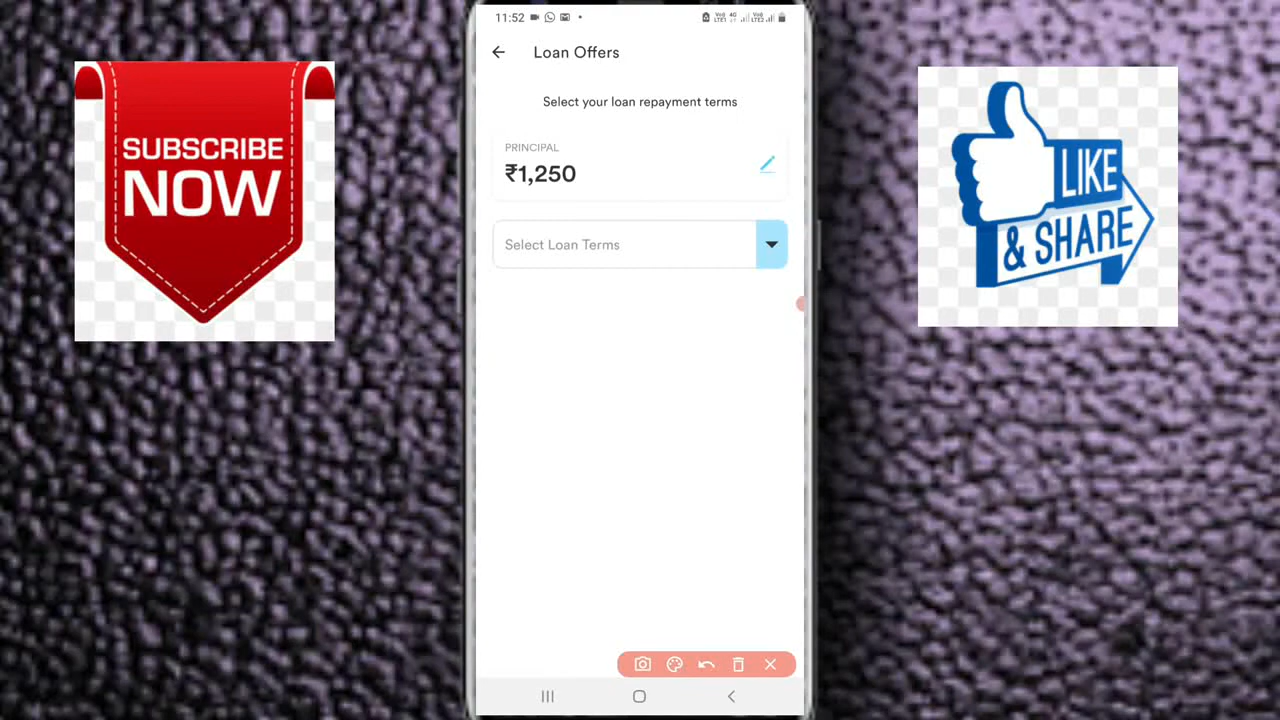 SUBSCRIBE
NOW
11:52
Loan Offers
Select your loan repayment terms
PRINCIPAL
₹1,250
Select Loan Terms
LIKE
& SHARE